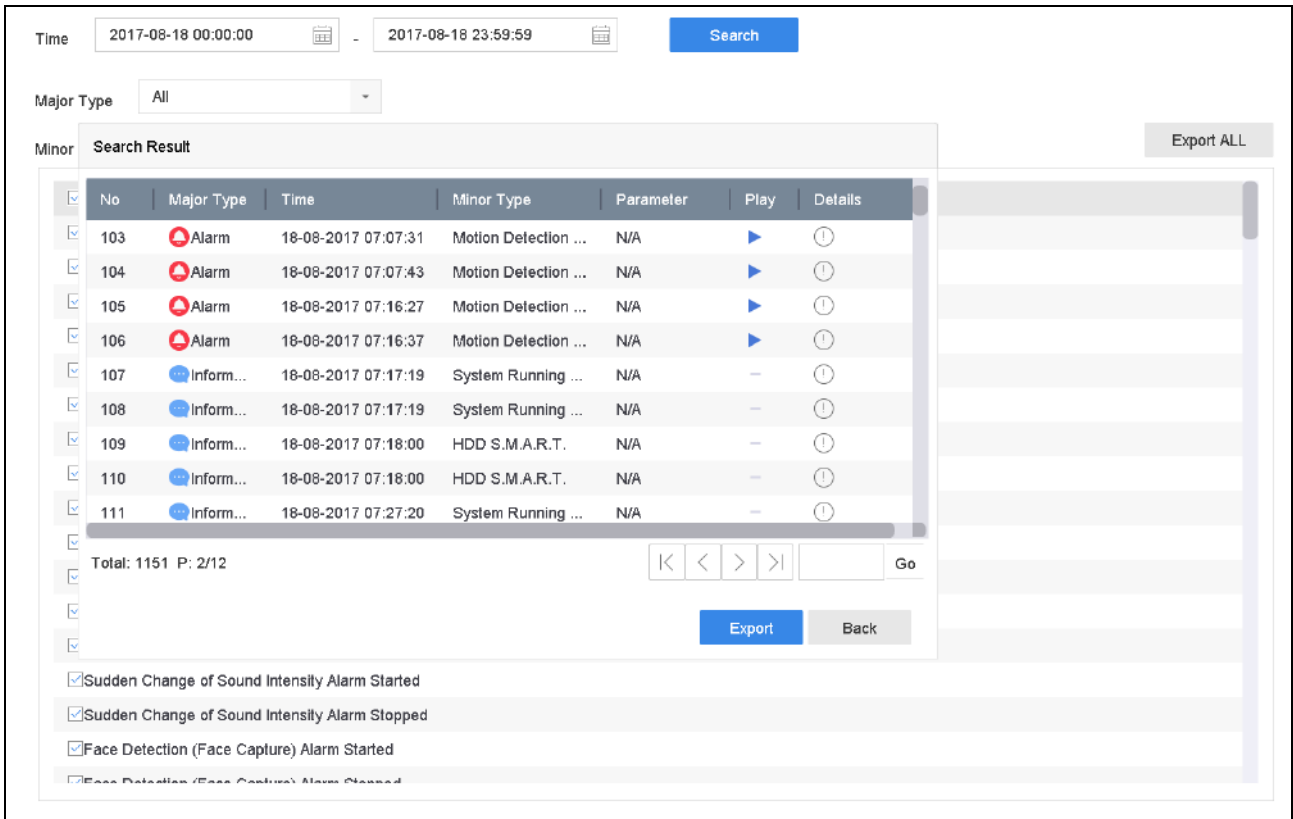 Time 2017-08-18 00:00:00 - 2017-08-18 23:59:59 Search
Major Type All
Minor Export ALL
Search Result
No Major Type Time Minor Type Parameter Play Details
103 Alarm 18-08-2017 07:07:31 Motion Detection ... N/A
104 Alarm 18-08-2017 07:07:43 Motion Detection ... N/A
105 Alarm 18-08-2017 07:16:27 Motion Detection ... N/A
106 Alarm 18-08-2017 07:16:37 Motion Detection ... N/A
107 Inform... 18-08-2017 07:17:19 System Running ... N/A –
108 Inform... 18-08-2017 07:17:19 System Running ... N/A –
109 Inform... 18-08-2017 07:18:00 HDD S.M.A.R.T. N/A –
110 Inform... 18-08-2017 07:18:00 HDD S.M.A.R.T. N/A –
111 Inform... 18-08-2017 07:27:20 System Running ... N/A –
Total: 1151 P: 2/12 Go
Export Back
Sudden Change of Sound Intensity Alarm Started
Sudden Change of Sound Intensity Alarm Stopped
Face Detection (Face Capture) Alarm Started
Face Detection (Face Capture) Alarm Stopped